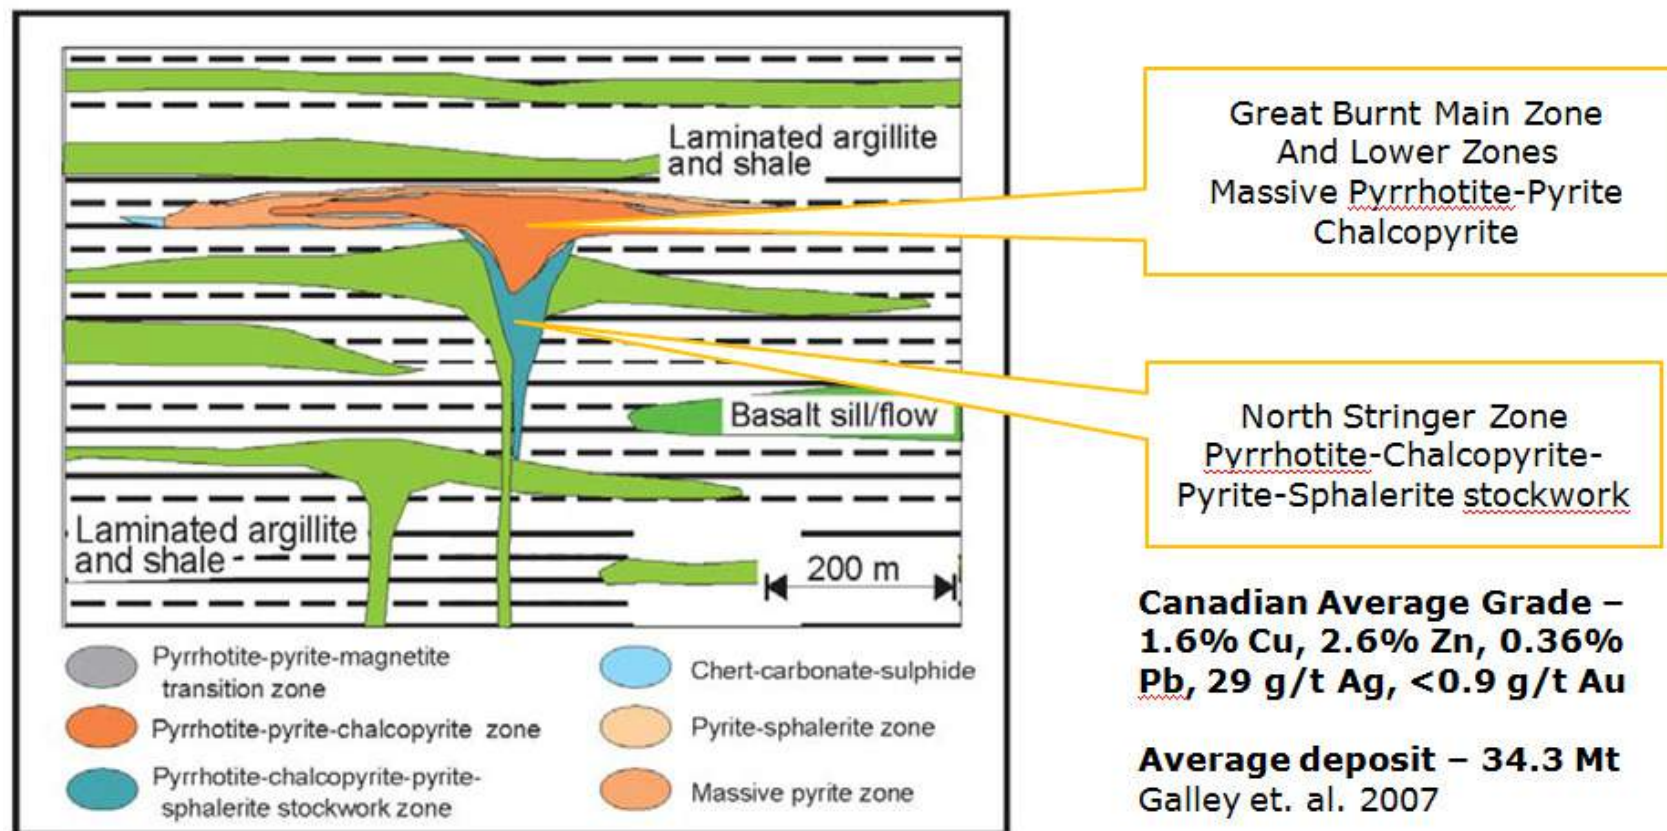 Laminated argillite
and shale
Basalt sill/flow
Laminated argillite
and shale
200 m
Pyrrhotite-pyrite-magnetite
transition zone
Pyrrhotite-pyrite-chalcopyrite zone
Pyrrhotite-chalcopyrite-pyrite-
sphalerite stockwork zone
Chert-carbonate-sulphide
Pyrite-sphalerite zone
Massive pyrite zone
Great Burnt Main Zone
And Lower Zones
Massive Pyrrhotite-Pyrite
Chalcopyrite
North Stringer Zone
Pyrrhotite-Chalcopyrite-
Pyrite-Sphalerite stockwork
Canadian Average Grade –
1.6% Cu, 2.6% Zn, 0.36%
Pb, 29 g/t Ag, <0.9 g/t Au
Average deposit – 34.3 Mt
Galley et. al. 2007